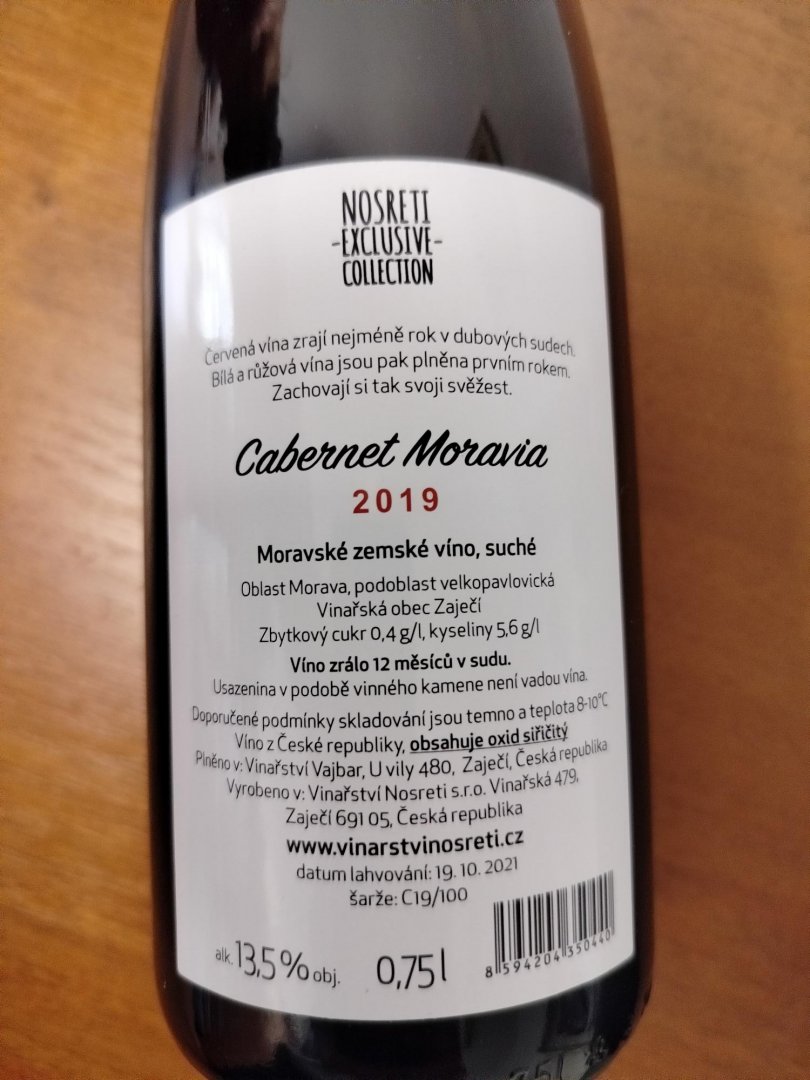 NOSRETI
-EXCLUSIVE-
COLLECTION
Červená vína zrají nejméně rok v dubových sudech.
Bílá a růžová vína jsou pak plněna prvním rokem.
Zachovají si tak svoji svěžest.
Cabernet Moravia
2019
Moravské zemské víno, suché
Oblast Morava, podoblast velkopavlovická
Vinařská obec Zaječí
Zbytkový cukr 0,4 g/l, kyseliny 5,6 g/l
Víno zrálo 12 měsíců v sudu.
Usazenina v podobě vinného kamene není vadou vína.
Doporučené podmínky skladování jsou temno a teplota 8-10°C
Víno z České republiky, obsahuje oxid siřičitý
Plněno v: Vinařství Vajbar, U vily 480, Zaječí, Česká republika
Vyrobeno v: Vinařství Nosreti s.r.o. Vinařská 479,
Zaječí 691 05, Česká republika
www.vinarstvinosreti.cz
datum lahvování: 19. 10. 2021
šarže: C19/100
alk. 13,5% obj. 0,75 l
8 594204 350440